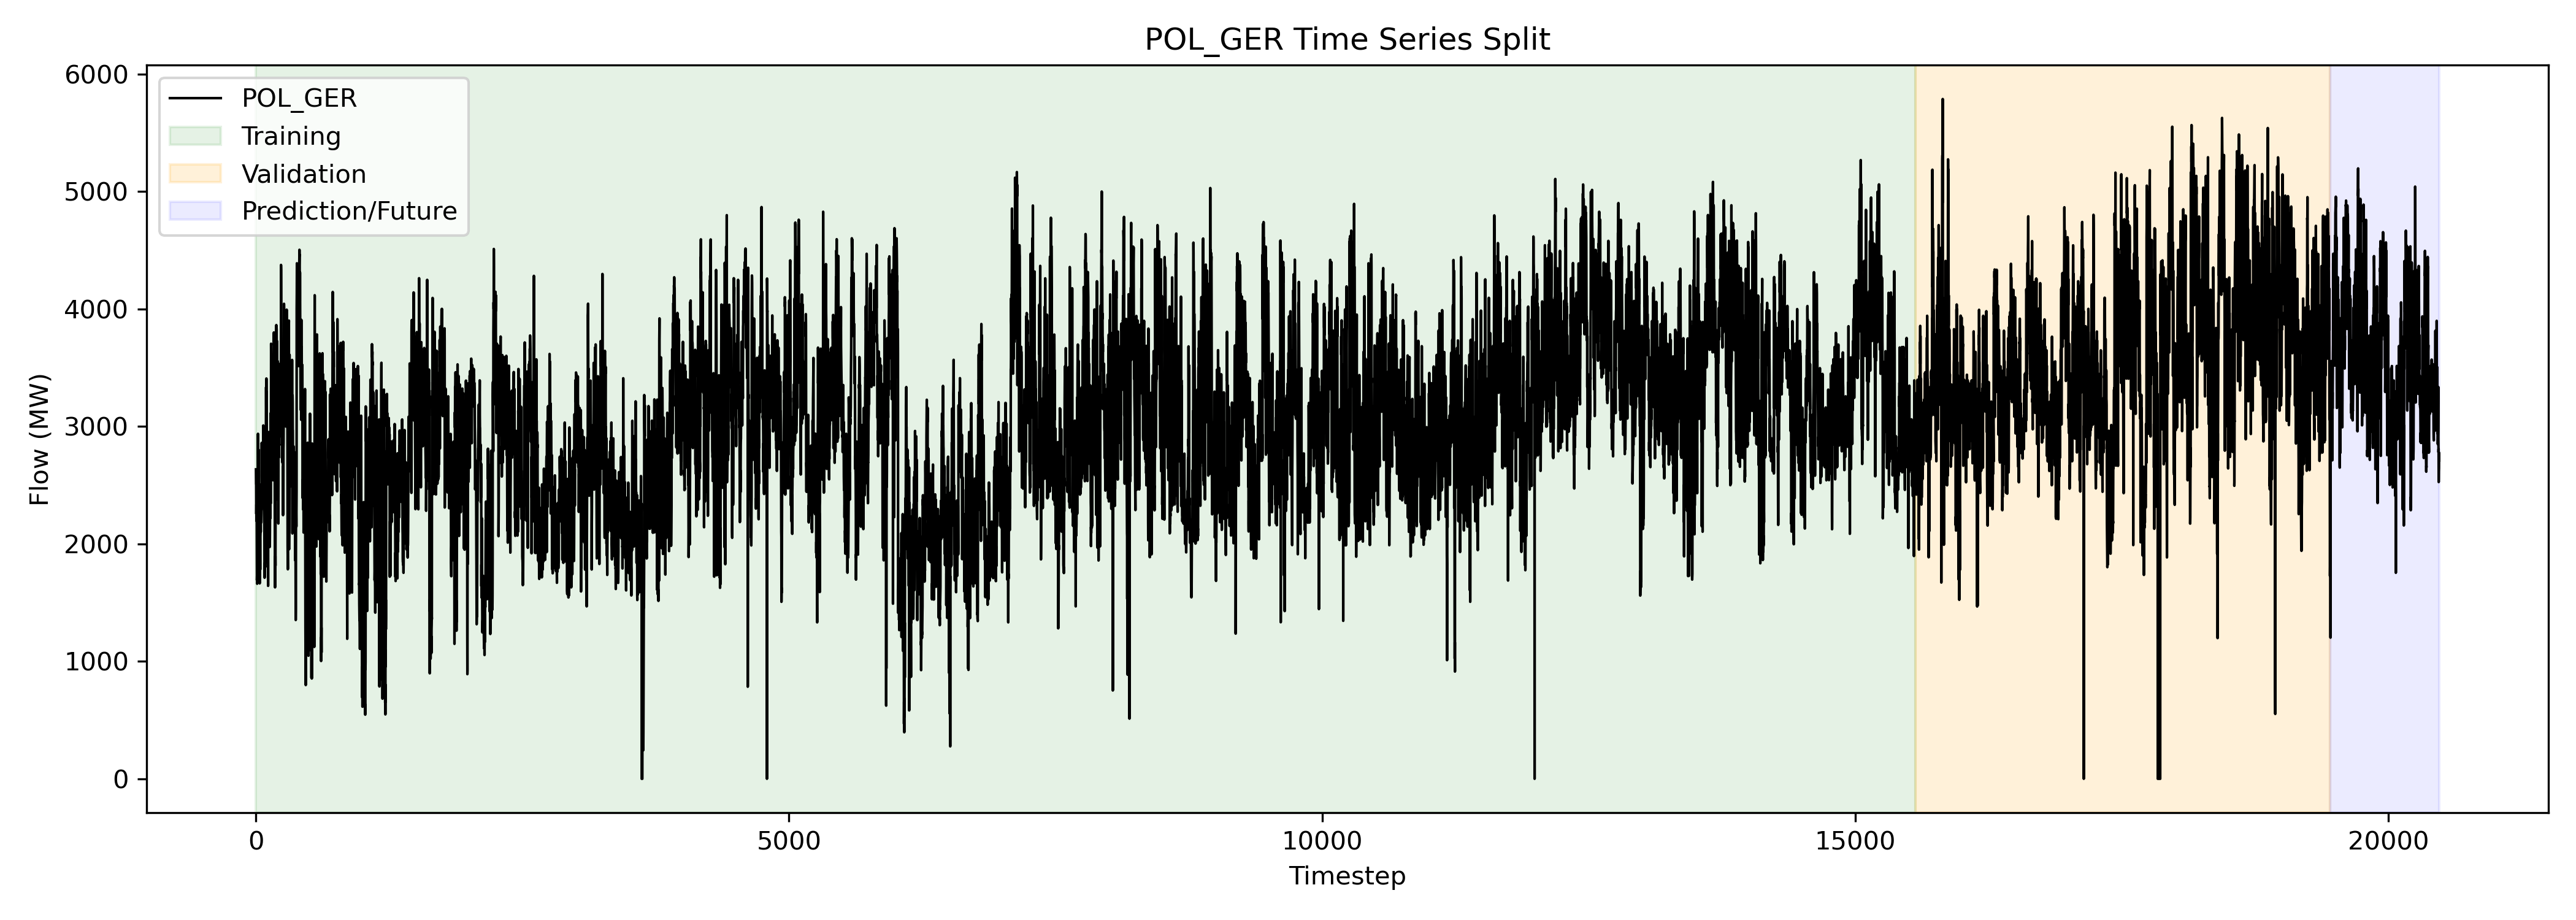 POL_GER Time Series Split
POL_GER
Training
Validation
Prediction/Future
Flow (MW)
6000
5000
4000
3000
2000
1000
0
0 5000 10000 15000 20000
Timestep